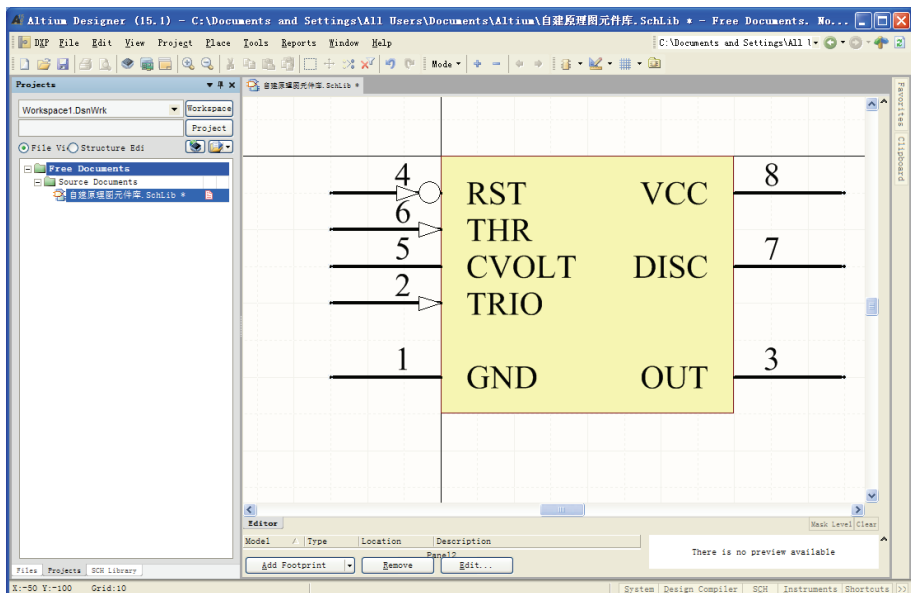 Altium Designer (15.1) - C:\Documents and Settings\All Users\Documents\Altium\自建原理图元件库.SchLib * - Free Documents. No...
DXP File Edit View Project Place Tools Reports Window Help
C:\Documents and Settings\All
Mode
Projects
自建原理图元件库.SchLib *
Workspace1.DsnWrk
Workspace
Project
File Vi Structure Edi
Free Documents
Source Documents
自建原理图元件库.SchLib *
Favorites
Clipboard
4 RST VCC 8
6 THR
5 CVOLT DISC 7
2 TRIO
1 GND OUT 3
Editor
Mask Level Clear
Model / Type Location Description
Panel2
Add Footprint Remove Edit...
There is no preview available
Files Projects SCH Library
X:-50 Y:-100 Grid:10
System Design Compiler SCH Instruments Shortcuts >>